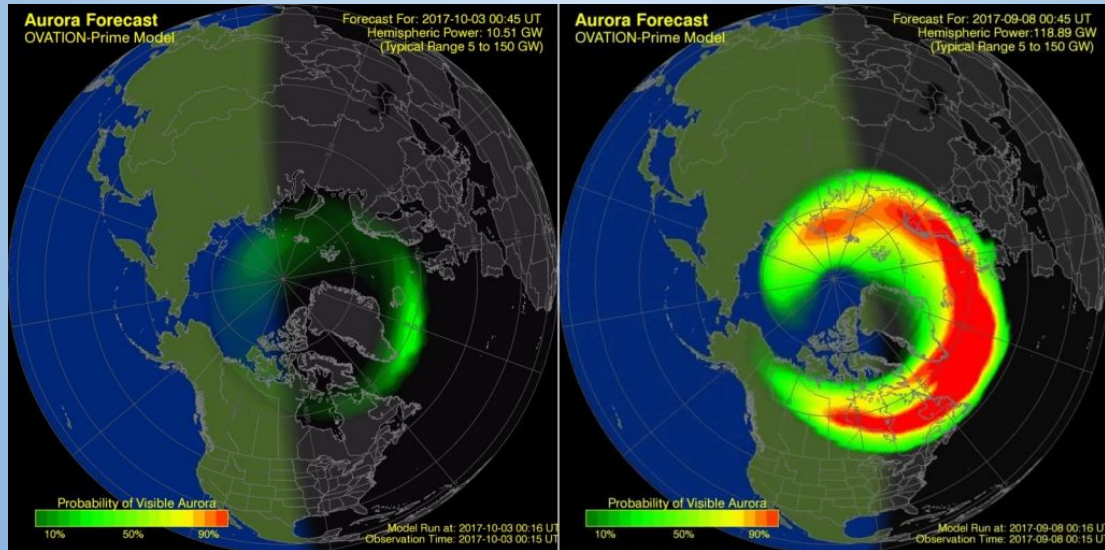 Aurora Forecast
OVATION-Prime Model
Forecast For: 2017-10-03 00:45 UT
Hemispheric Power: 10.51 GW
(Typical Range 5 to 150 GW)
Probability of Visible Aurora
10% 50% 90%
Model Run at: 2017-10-03 00:16 UT
Observation Time: 2017-10-03 00:15 UT
Aurora Forecast
OVATION-Prime Model
Forecast For: 2017-09-08 00:45 UT
Hemispheric Power:118.89 GW
(Typical Range 5 to 150 GW)
Probability of Visible Aurora
10% 50% 90%
Model Run at: 2017-09-08 00:16 UT
Observation Time: 2017-09-08 00:15 UT